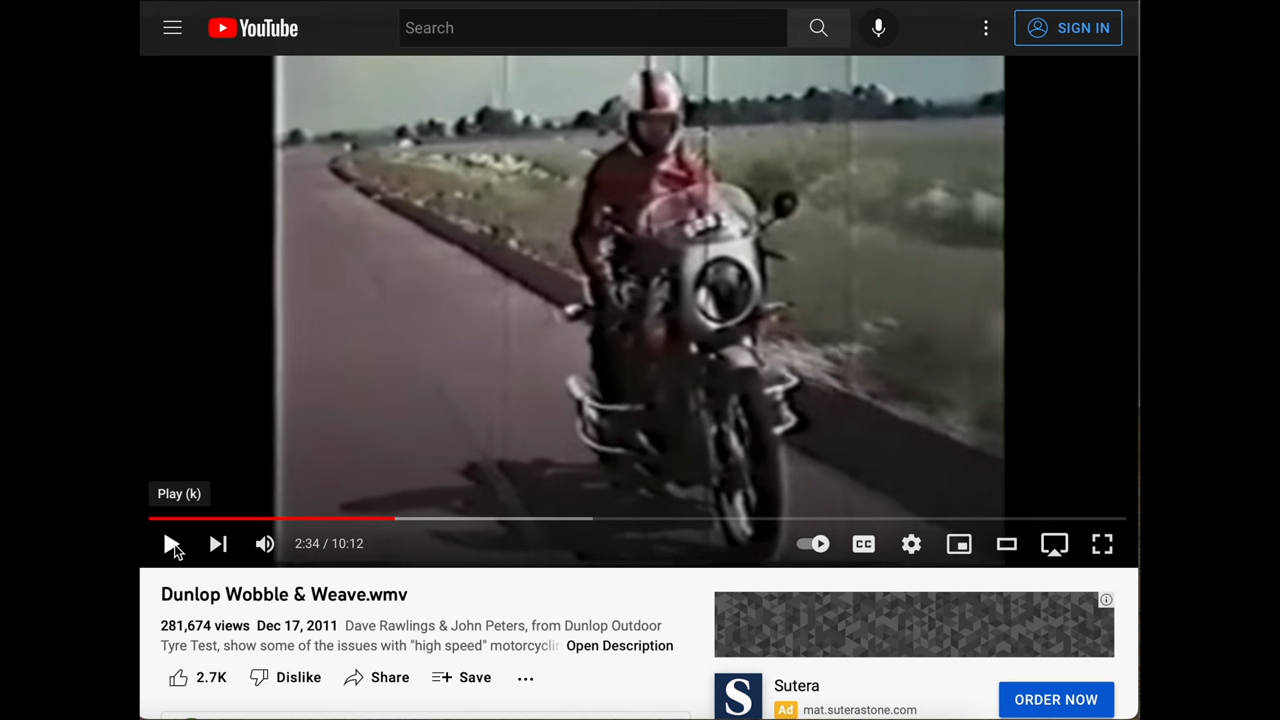 YouTube
Search
SIGN IN
Play (k)
2:34 / 10:12
CC
Dunlop Wobble & Weave.wmv
281,674 views Dec 17, 2011 Dave Rawlings & John Peters, from Dunlop Outdoor
Tyre Test, show some of the issues with "high speed" motorcyclin Open Description
2.7K Dislike Share Save
S
Sutera
Ad mat.suterastone.com
ORDER NOW